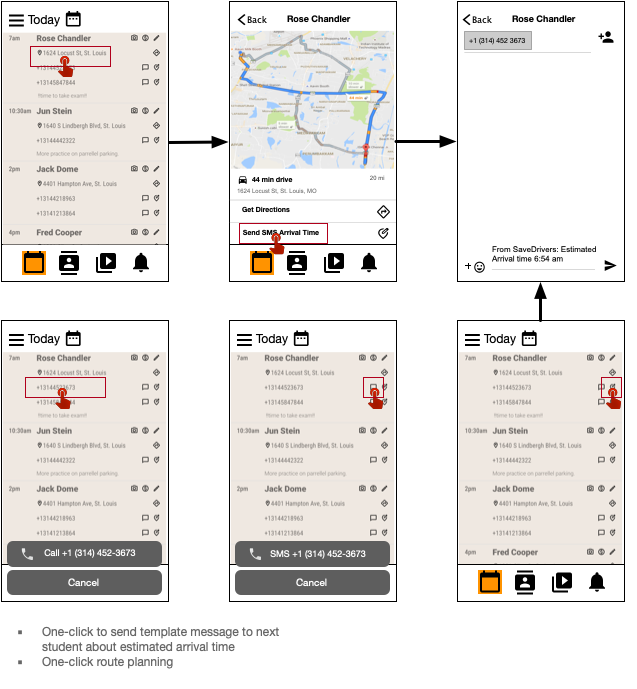 Today
7am Rose Chandler
1624 Locust St, St. Louis
+13145847844
!time to take exam!!
10:30am Jun Stein
1640 S Lindbergh Blvd, St. Louis
+13144442322
More practice on parrellel parking.
2pm Jack Dome
4401 Hampton Ave, St. Louis
+13144218963
+13141213864
4pm Fred Cooper
Back Rose Chandler
44 min drive 20 mi
1624 Locust St, St. Louis, MO
Get Directions
Send SMS Arrival Time
Back Rose Chandler
+1 (314) 452 3673
From SaveDrivers: Estimated
Arrival time 6:54 am
+
Today
7am Rose Chandler
1624 Locust St, St. Louis
+13144523673
!time to take exam!!
10:30am Jun Stein
1640 S Lindbergh Blvd, St. Louis
+13144442322
More practice on parrellel parking.
2pm Jack Dome
4401 Hampton Ave, St. Louis
+13144218963
+13141213864
Call +1 (314) 452-3673
Cancel
Today
7am Rose Chandler
1624 Locust St, St. Louis
+13144523673
+13145847844
!time to take exam!!
10:30am Jun Stein
1640 S Lindbergh Blvd, St. Louis
+13144442322
More practice on parrellel parking.
2pm Jack Dome
4401 Hampton Ave, St. Louis
+13144218963
+13141213864
SMS +1 (314) 452-3673
Cancel
Today
7am Rose Chandler
1624 Locust St, St. Louis
+13144523673
+13145847844
!time to take exam!!
10:30am Jun Stein
1640 S Lindbergh Blvd, St. Louis
+13144442322
More practice on parrellel parking.
2pm Jack Dome
4401 Hampton Ave, St. Louis
+13144218963
+13141213864
4pm Fred Cooper
▪ One-click to send template message to next
student about estimated arrival time
▪ One-click route planning